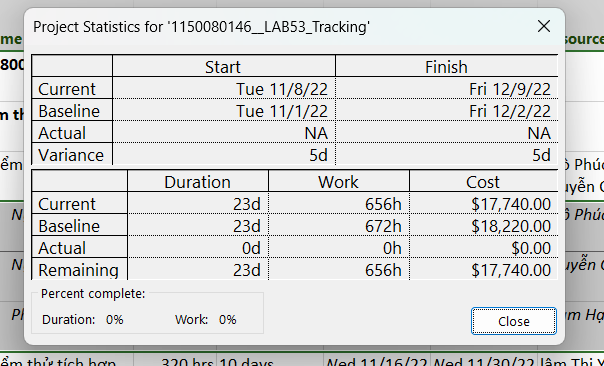 Project Statistics for '1150080146__LAB53_Tracking'
me
source
Start Finish
Current Tue 11/8/22 Fri 12/9/22
Baseline Tue 11/1/22 Fri 12/2/22
Actual NA NA
Variance 5d 5d
Duration Work Cost
Current 23d 656h $17,740.00
Baseline 23d 672h $18,220.00
Actual 0d 0h $0.00
Remaining 23d 656h $17,740.00
Percent complete:
Duration: 0% Work: 0%
Close
ểm thử tích hợp 320 hrs 10 days Wed 11/16/22 Wed 11/30/22 lâm Thị Y